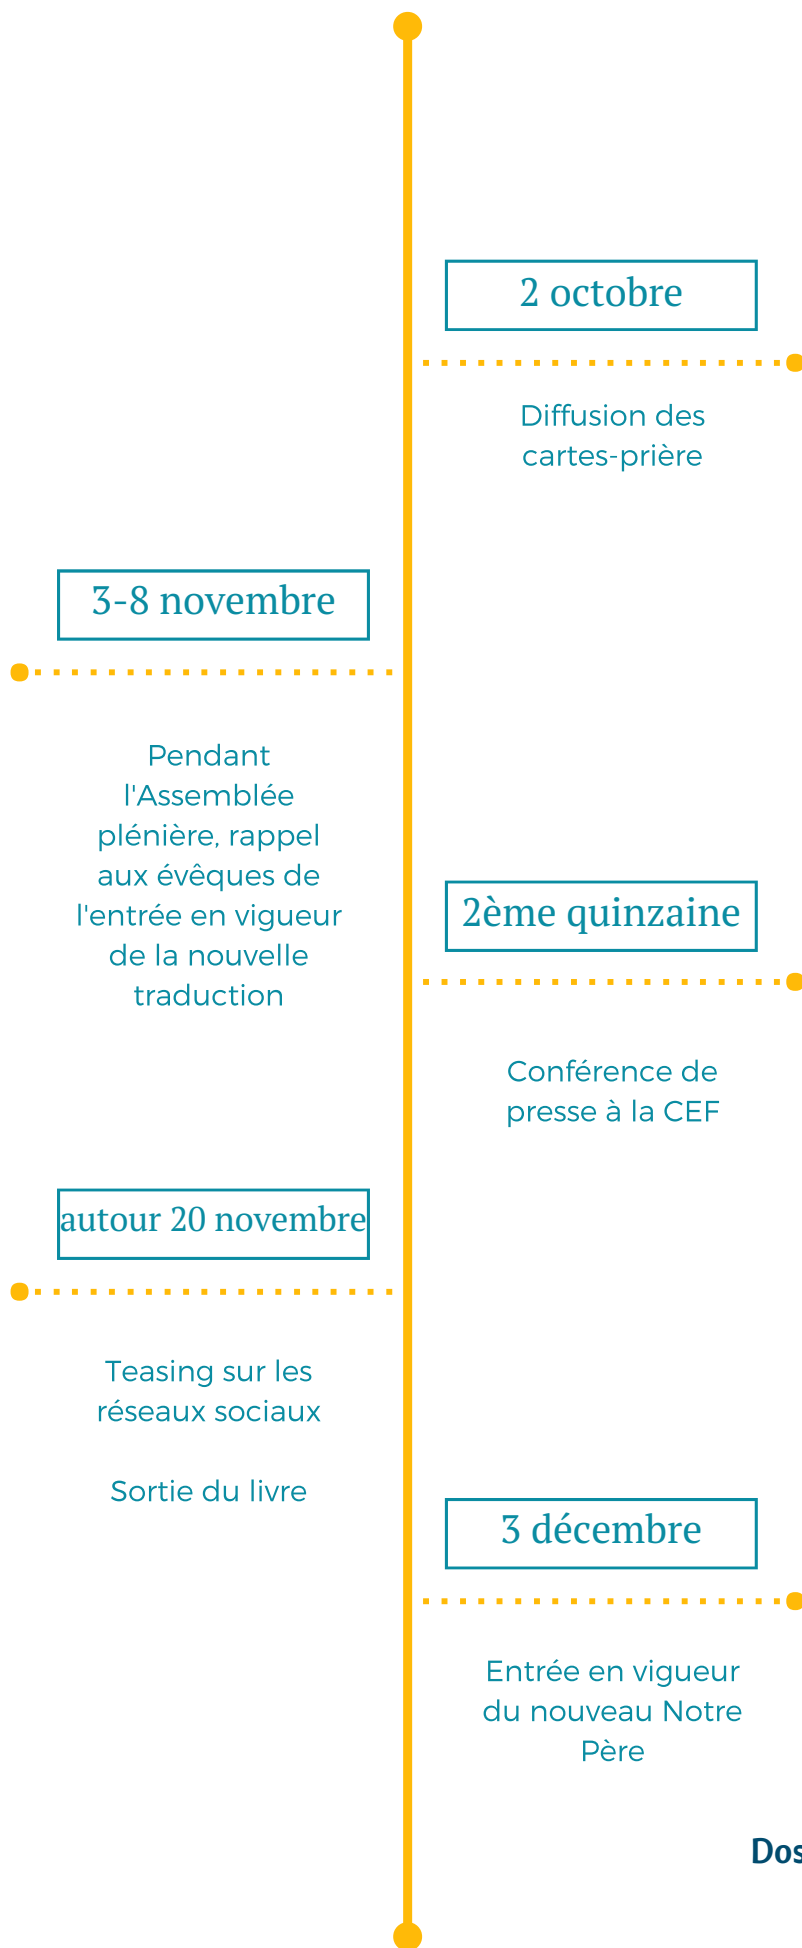 2 octobre
Diffusion des
cartes-prière
3-8 novembre
Pendant
l'Assemblée
plénière, rappel
aux évêques de
l'entrée en vigueur
de la nouvelle
traduction
2ème quinzaine
Conférence de
presse à la CEF
autour 20 novembre
Teasing sur les
réseaux sociaux
Sortie du livre
3 décembre
Entrée en vigueur
du nouveau Notre
Père
Dos